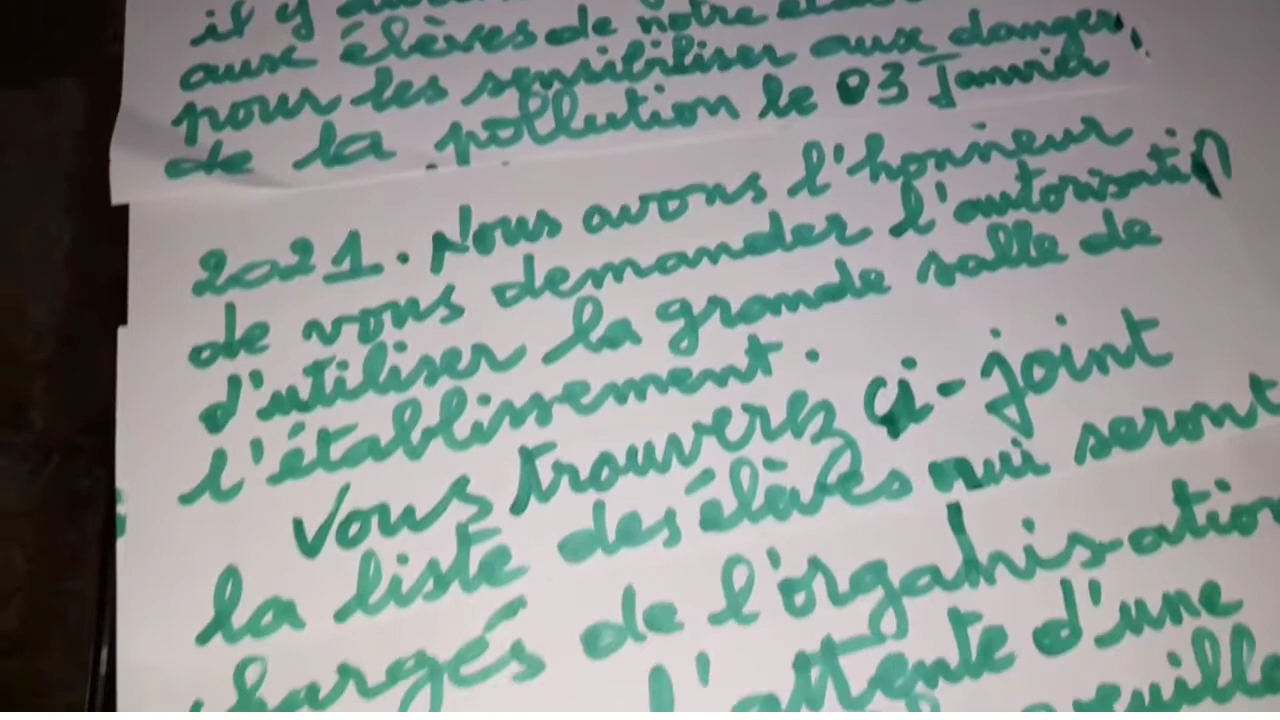 il y
aux élèves de notre
pour les sensibiliser aux dangers
de la pollution le 03 Janvier
2021. Nous avons l'honneur
de vous demander l'autorisation
d'utiliser la grande salle de
l'établissement.
Vous trouverez ci-joint
la liste des élèves qui seront
chargés de l'organisation
l'attente d'une
veuille